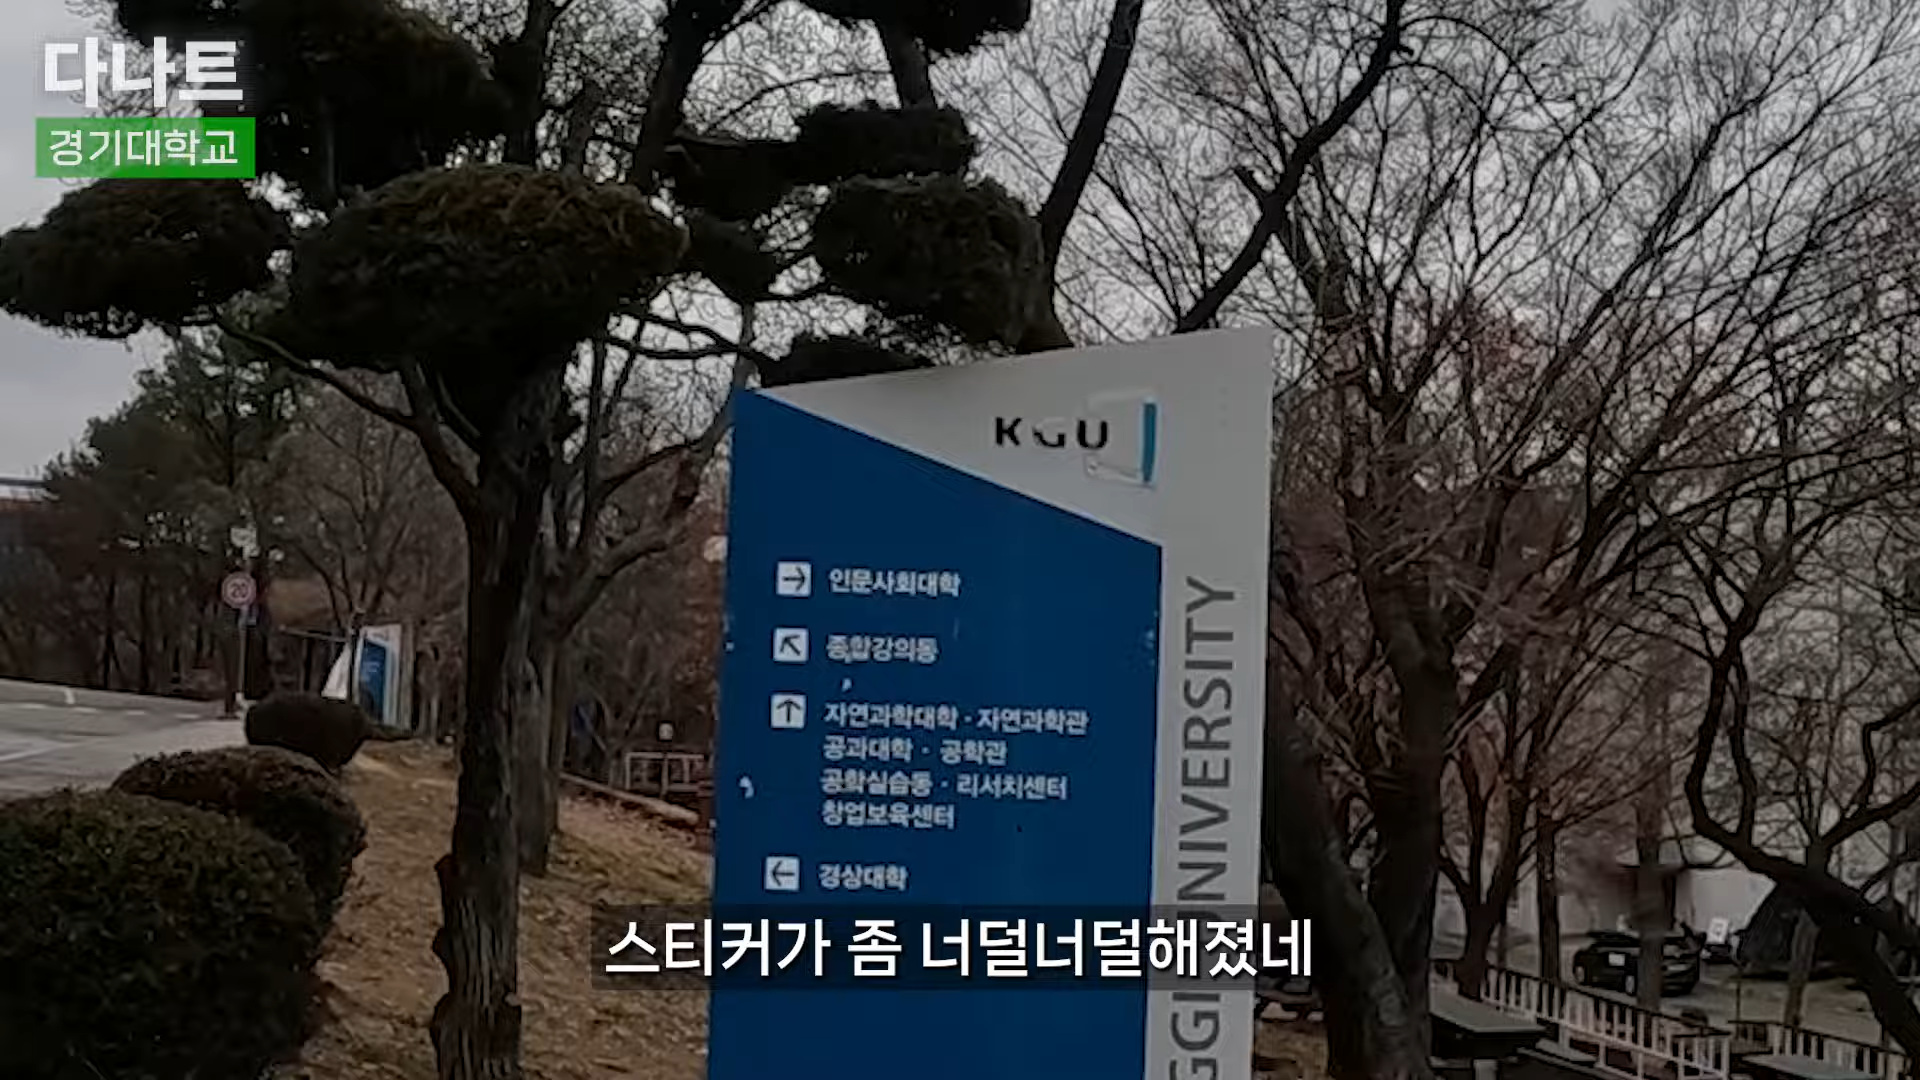 다나트
경기대학교
20
KGU
인문사회대학
종합강의동
자연과학대학 · 자연과학관
공과대학 · 공학관
공학실습동 · 리서치센터
창업보육센터
경상대학
GGI UNIVERSITY
스티커가 좀 너덜너덜해졌네